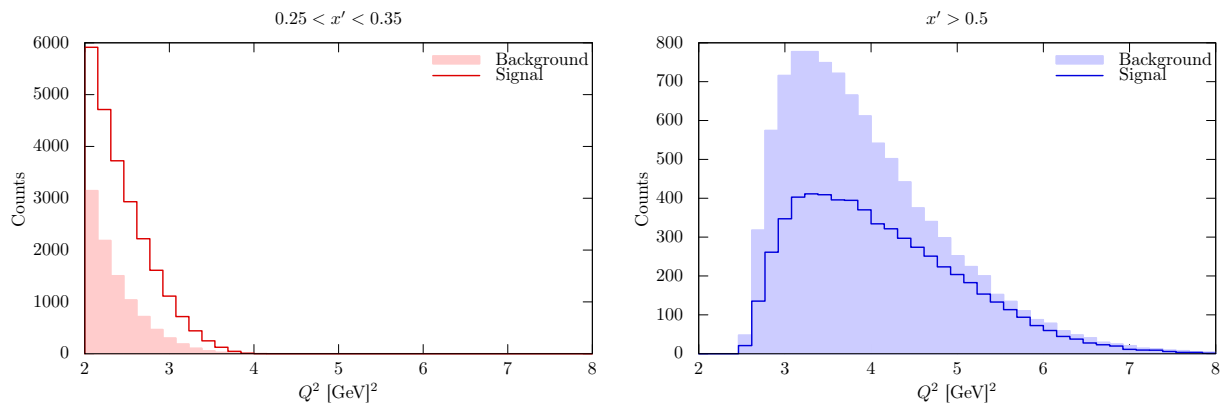 0.25 < x′ < 0.35
6000
5000
4000
3000
2000
1000
0
Counts
Background
Signal
2 3 4 5 6 7 8
Q² [GeV]²
x′ > 0.5
800
700
600
500
400
300
200
100
0
Counts
Background
Signal
2 3 4 5 6 7 8
Q² [GeV]²